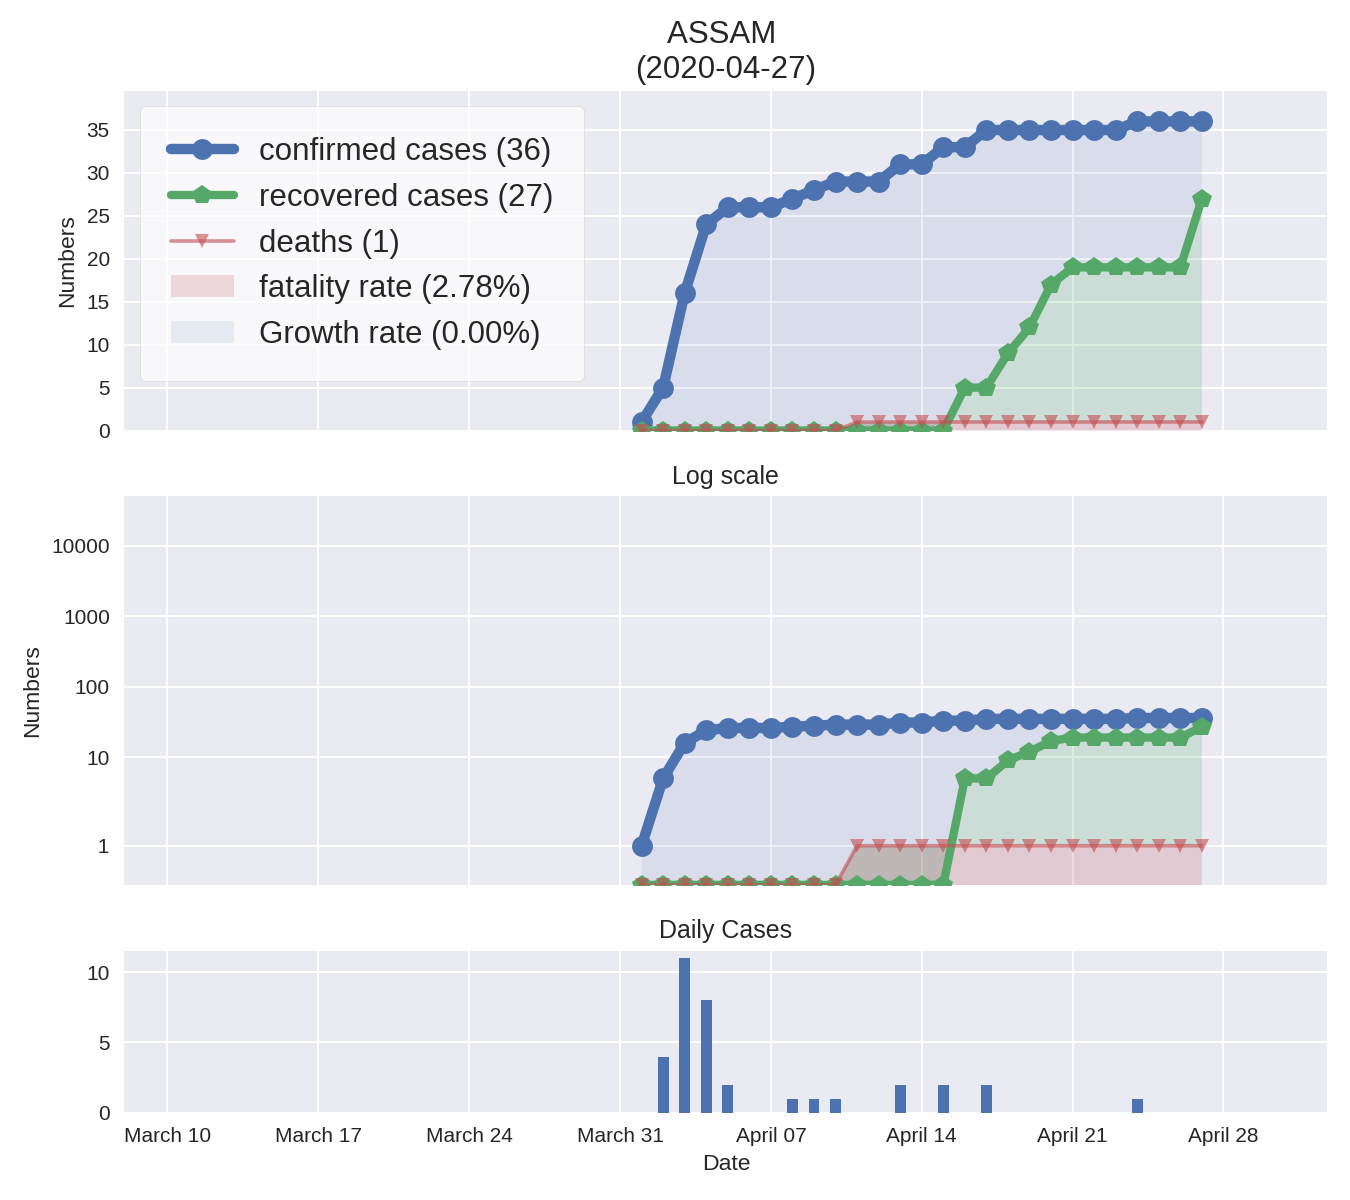 ASSAM
(2020-04-27)
confirmed cases (36)
recovered cases (27)
deaths (1)
fatality rate (2.78%)
Growth rate (0.00%)
Numbers
35
30
25
20
15
10
5
0
Log scale
Numbers
10000
1000
100
10
1
Daily Cases
10
5
0
March 10 March 17 March 24 March 31 April 07 April 14 April 21 April 28
Date